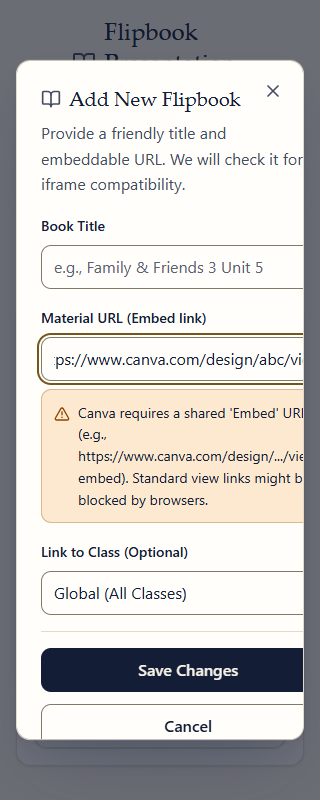 Flipbook
Add New Flipbook
Provide a friendly title and
embeddable URL. We will check it for
iframe compatibility.
Book Title
e.g., Family & Friends 3 Unit 5
Material URL (Embed link)
ps://www.canva.com/design/abc/vi
Canva requires a shared 'Embed' URL
(e.g.,
https://www.canva.com/design/.../vie
embed). Standard view links might b
blocked by browsers.
Link to Class (Optional)
Global (All Classes)
Save Changes
Cancel